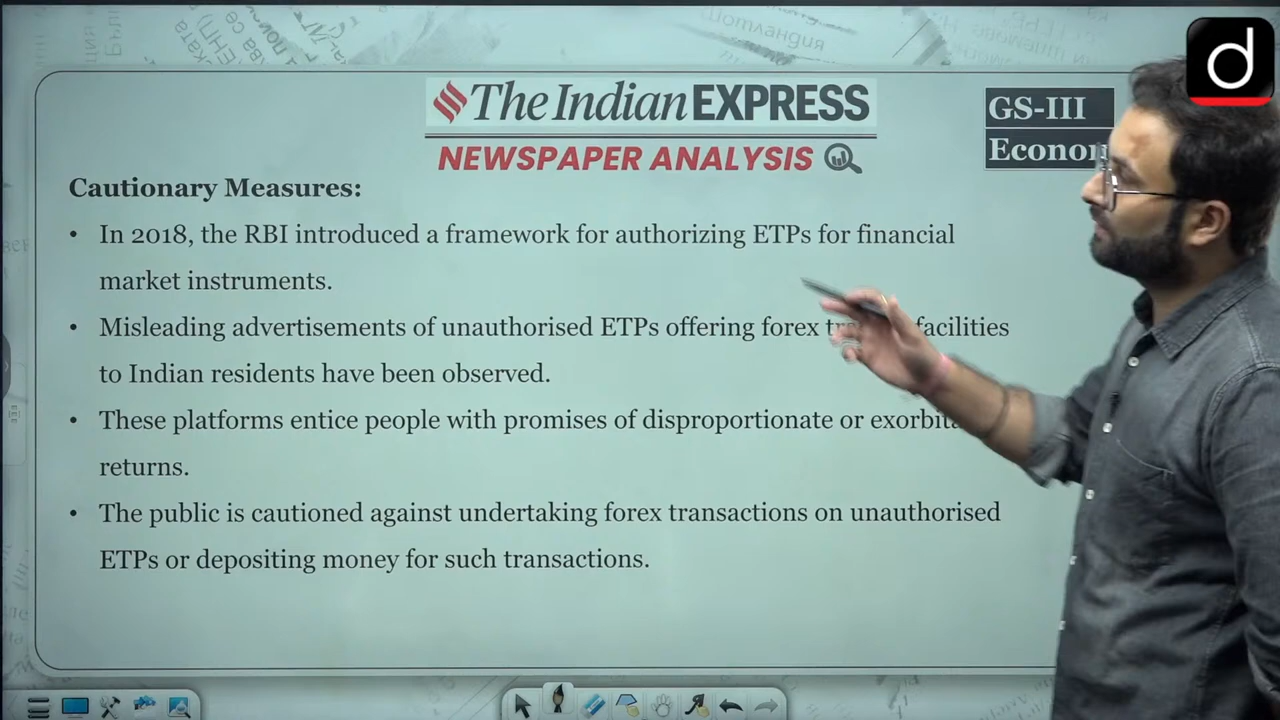 d
The Indian EXPRESS
NEWSPAPER ANALYSIS
GS-III
Cautionary Measures:
• In 2018, the RBI introduced a framework for authorizing ETPs for financial
market instruments.
• Misleading advertisements of unauthorised ETPs offering forex facilities
to Indian residents have been observed.
• These platforms entice people with promises of disproportionate or
returns.
• The public is cautioned against undertaking forex transactions on unauthorised
ETPs or depositing money for such transactions.